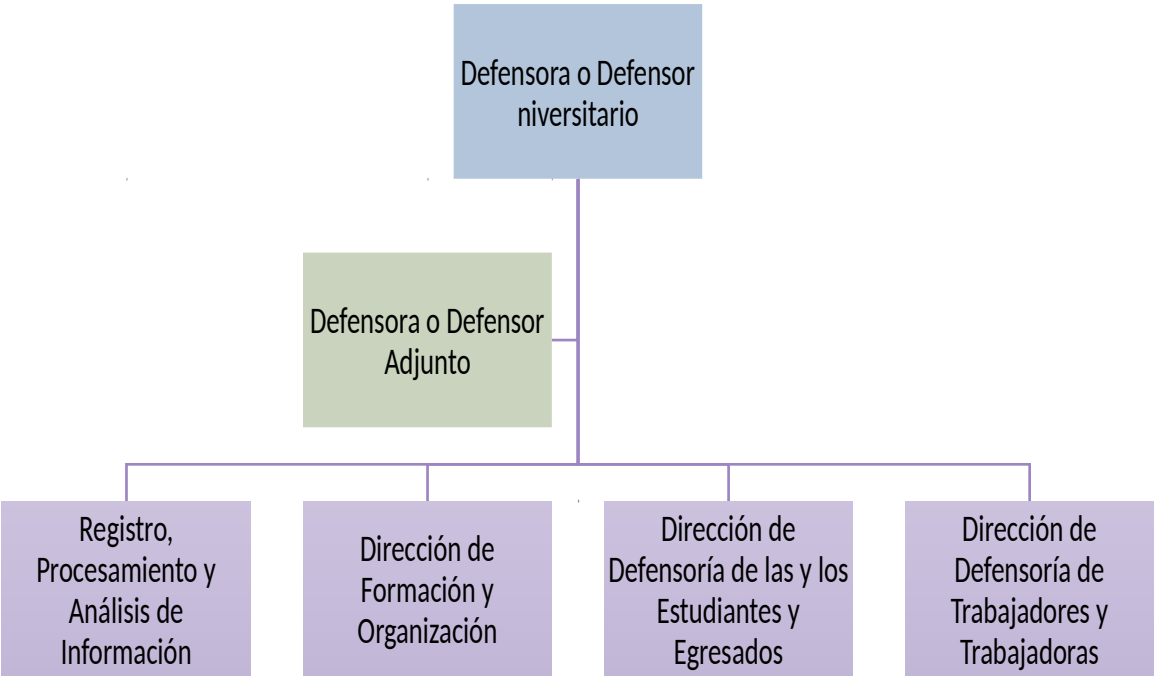 Defensora o Defensor
niversitario
Defensora o Defensor
Adjunto
Registro,
Procesamiento y
Análisis de
Información
Dirección de
Formación y
Organización
Dirección de
Defensoría de las y los
Estudiantes y
Egresados
Dirección de
Defensoría de
Trabajadores y
Trabajadoras